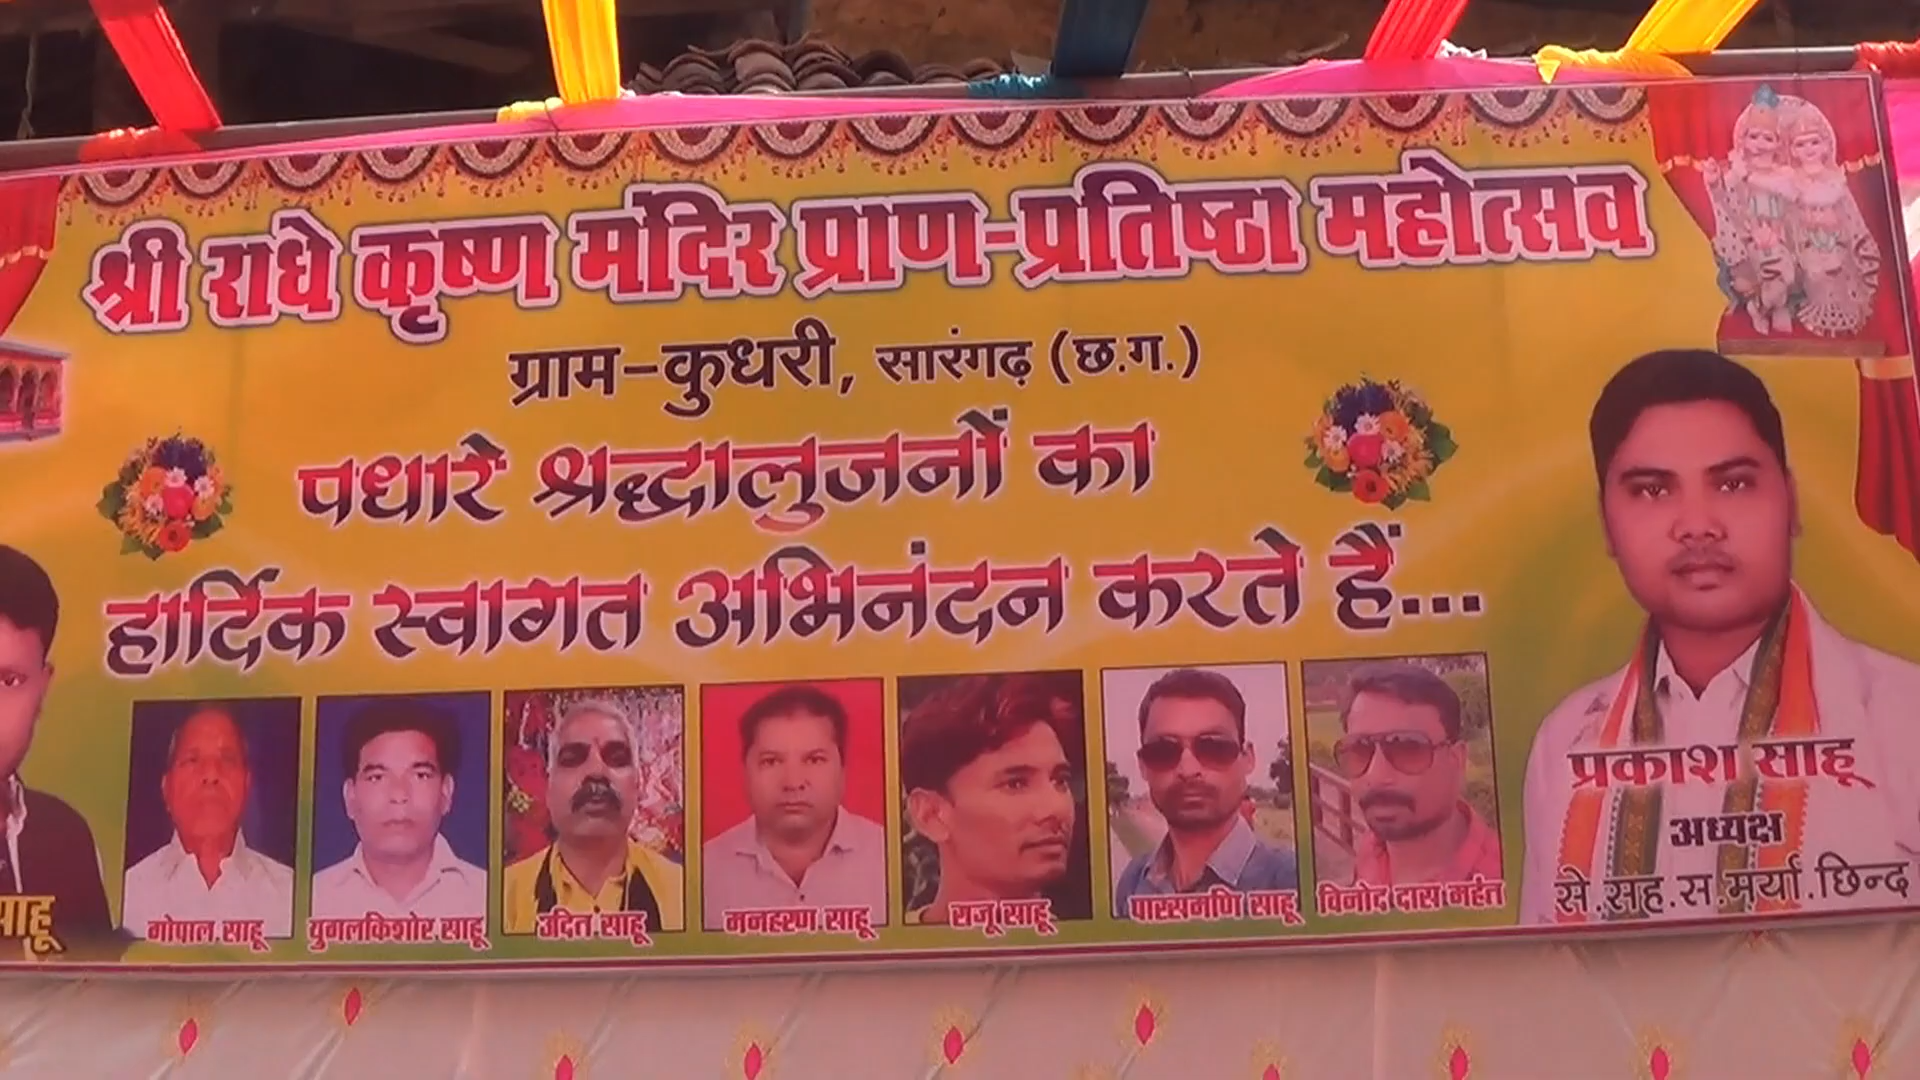 श्री राधे कृष्ण मंदिर प्राण-प्रतिष्ठा महोत्सव
ग्राम-कुधरी, सारंगढ़ (छ.ग.)
पधारे श्रद्धालुजनों का
हार्दिक स्वागत अभिनंदन करते हैं...
प्रकाश साहू
अध्यक्ष
से.सह.स.मर्या.छिन्द
साहू
गोपाल साहू
युगलकिशोर साहू
उदित साहू
मनहरण साहू
राजू साहू
पारसमणि साहू
विनोद दास महंत